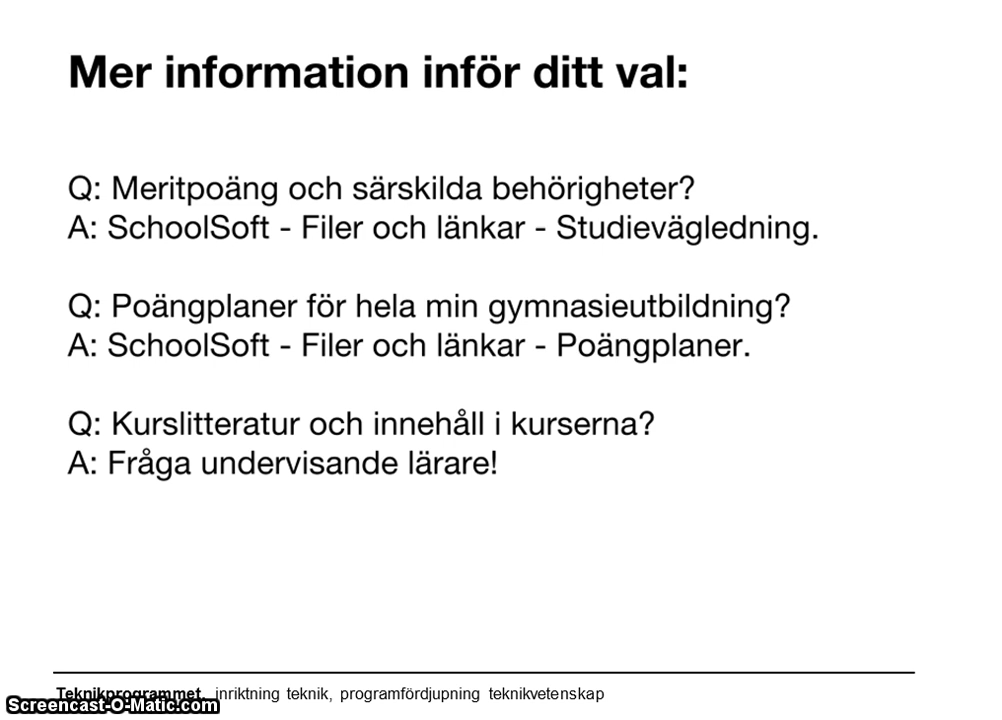 Mer information inför ditt val:
Q: Meritpoäng och särskilda behörigheter?
A: SchoolSoft - Filer och länkar - Studievägledning.
Q: Poängplaner för hela min gymnasieutbildning?
A: SchoolSoft - Filer och länkar - Poängplaner.
Q: Kurslitteratur och innehåll i kurserna?
A: Fråga undervisande lärare!
Teknikprogrammet, inriktning teknik, programfördjupning teknikvetenskap
Screencast-O-Matic.com